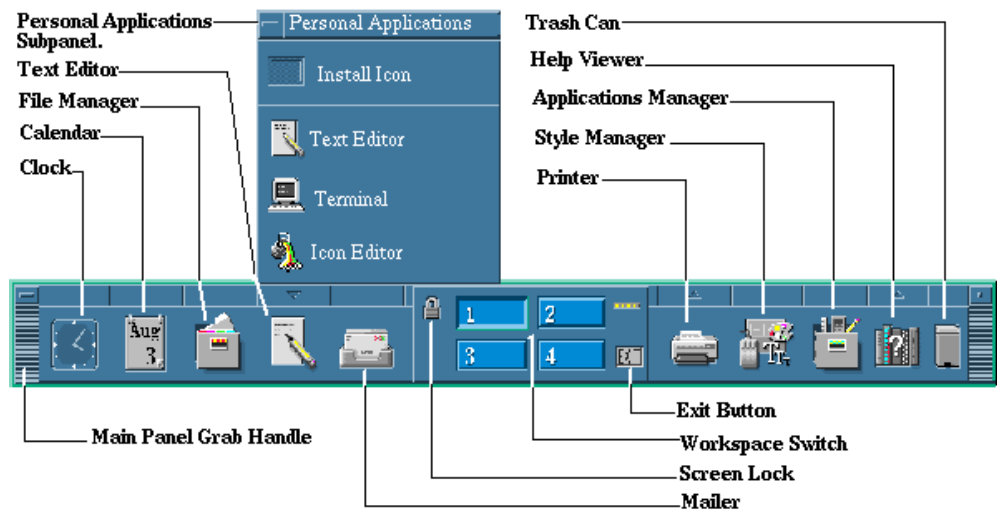 Personal Applications
Subpanel.
Text Editor
File Manager
Calendar
Clock
Personal Applications
Install Icon
Text Editor
Terminal
Icon Editor
Trash Can
Help Viewer
Applications Manager
Style Manager
Printer
Aug
3
1
2
3
4
?
Main Panel Grab Handle
Exit Button
Workspace Switch
Screen Lock
Mailer